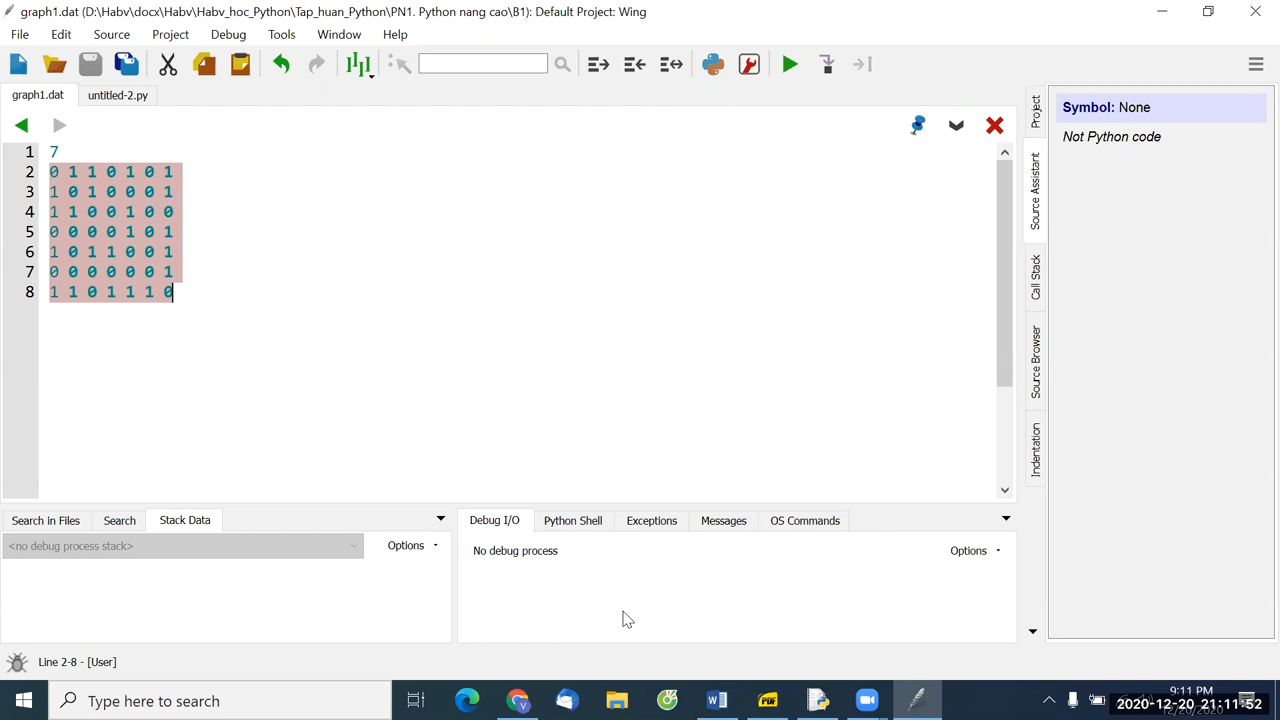 graph1.dat (D:\Habv\docx\Habv\Habv_hoc_Python\Tap_huan_Python\PN1. Python nang cao\B1): Default Project: Wing
File Edit Source Project Debug Tools Window Help
graph1.dat untitled-2.py
1 7
2 0 1 1 0 1 0 1
3 1 0 1 0 0 0 1
4 1 1 0 0 1 0 0
5 0 0 0 0 1 0 1
6 1 0 1 1 0 0 1
7 0 0 0 0 0 0 1
8 1 1 0 1 1 1 0
Project
Source Assistant
Call Stack
Source Browser
Indentation
Symbol: None
Not Python code
Search in Files Search Stack Data
<no debug process stack> Options
Debug I/O Python Shell Exceptions Messages OS Commands
No debug process Options
Line 2-8 - [User]
Type here to search
9:11 PM
2020-12-20 21:11:52